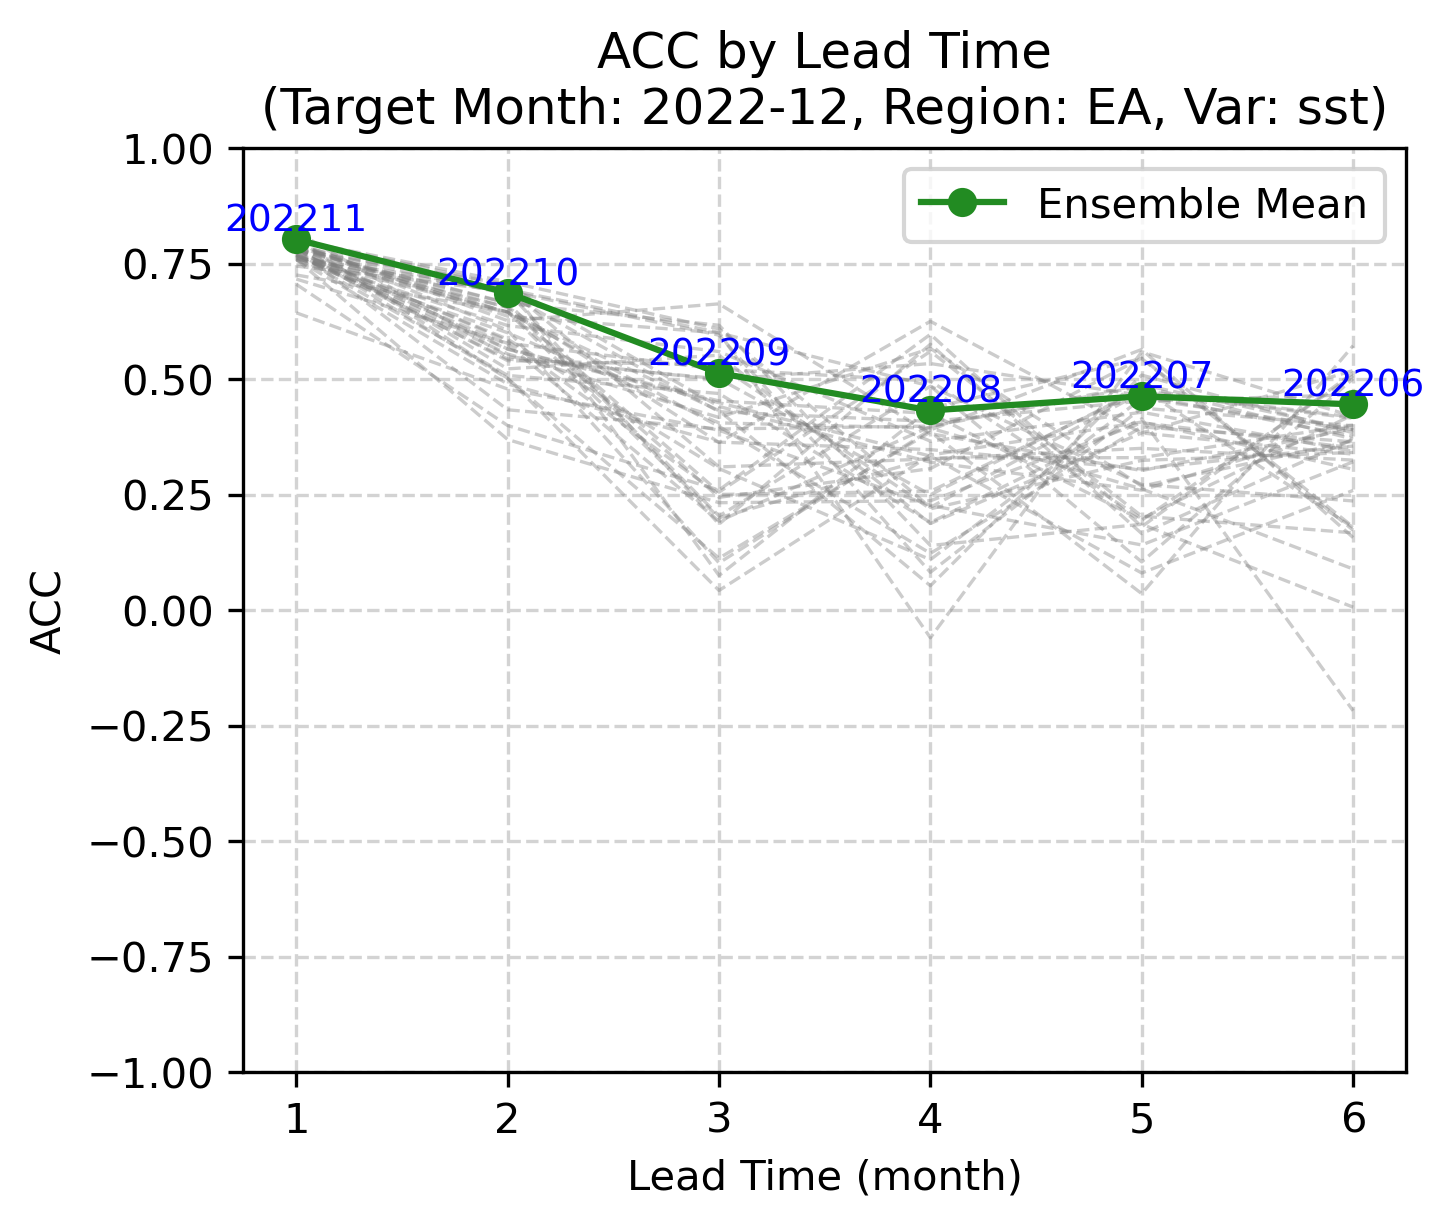 ACC by Lead Time
(Target Month: 2022-12, Region: EA, Var: sst)
Ensemble Mean
1.00
0.75
0.50
0.25
0.00
−0.25
−0.50
−0.75
−1.00
ACC
202211
202210
202209
202208
202207
202206
1 2 3 4 5 6
Lead Time (month)